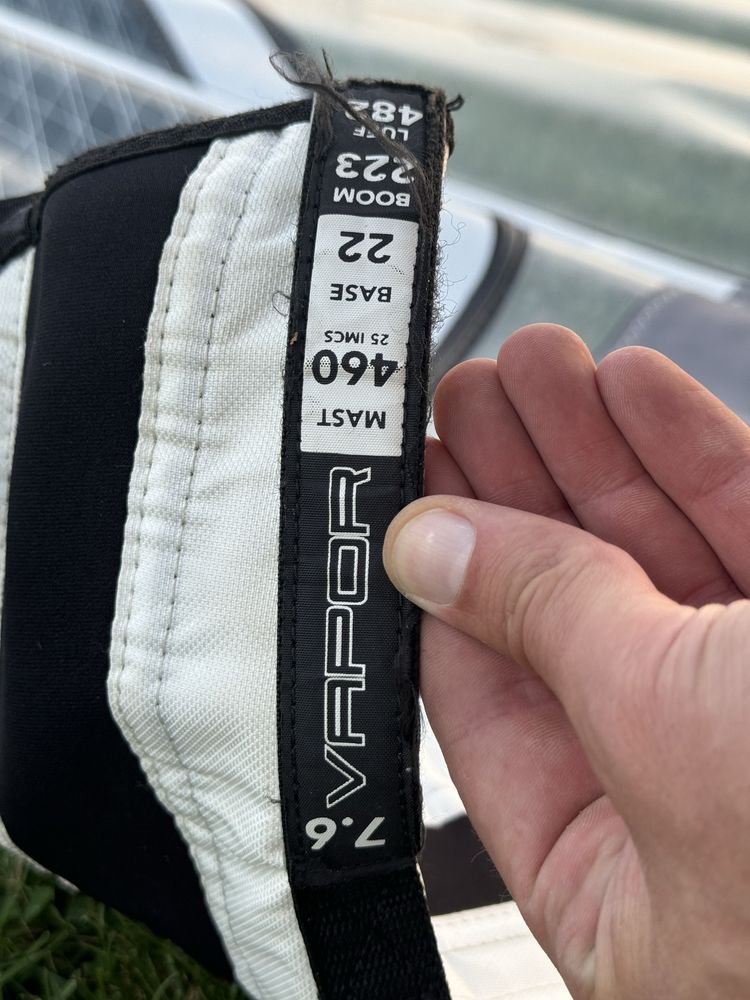 7.6
VAPOR
MAST
460
25 IMCS
BASE
22
BOOM
223
LUFF
482